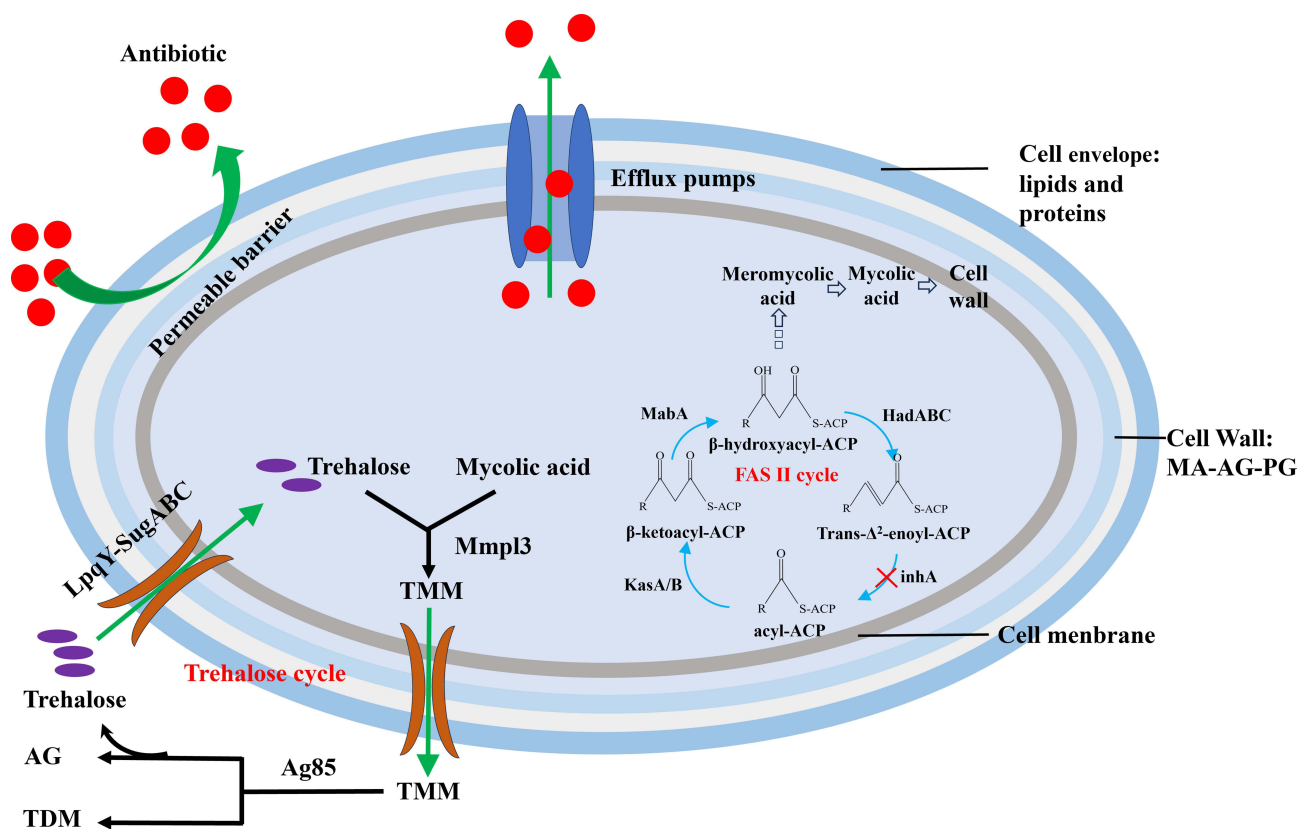 Antibiotic
Efflux pumps
Cell envelope:
lipids and
proteins
Permeable barrier
Meromycolic
acid
Mycolic
acid
Cell
wall
OH
O
R
S-ACP
β-hydroxyacyl-ACP
MabA
HadABC
FAS II cycle
O
O
R
S-ACP
β-ketoacyl-ACP
O
R
S-ACP
Trans-Δ²-enoyl-ACP
KasA/B
inhA
O
R
S-ACP
acyl-ACP
Cell Wall:
MA-AG-PG
Cell menbrane
Trehalose
Mycolic acid
Mmpl3
TMM
LpqY-SugABC
Trehalose cycle
Trehalose
AG
TDM
Ag85
TMM